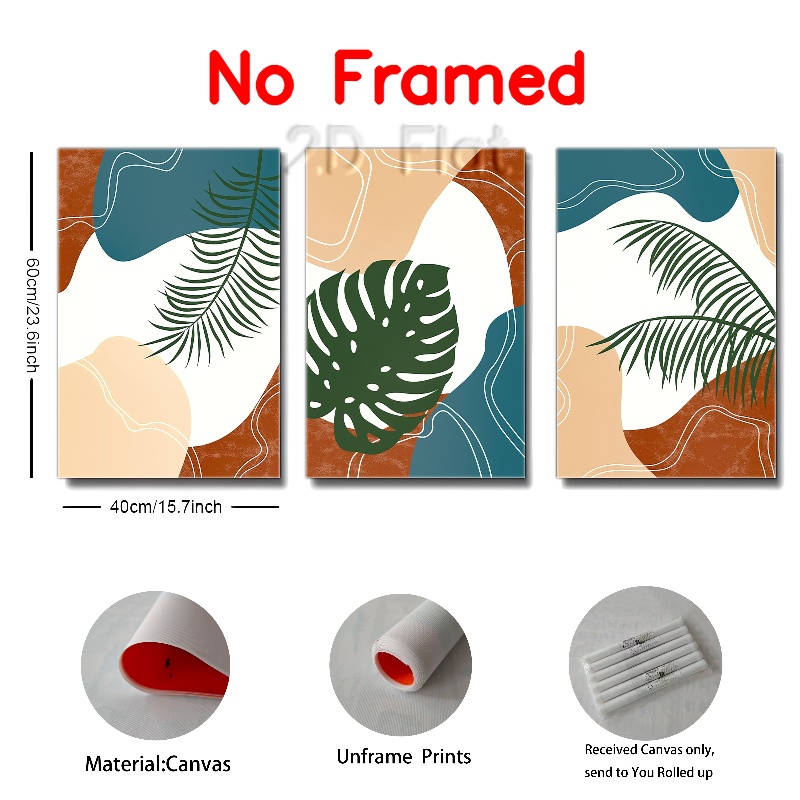 No Framed
2D Flat
60cm/23.6inch
40cm/15.7inch
Material:Canvas
Unframe Prints
Received Canvas only,
send to You Rolled up